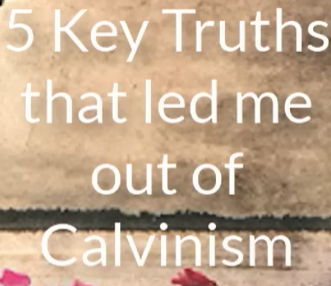 5 Key Truths
that led me
out of
Calvinism